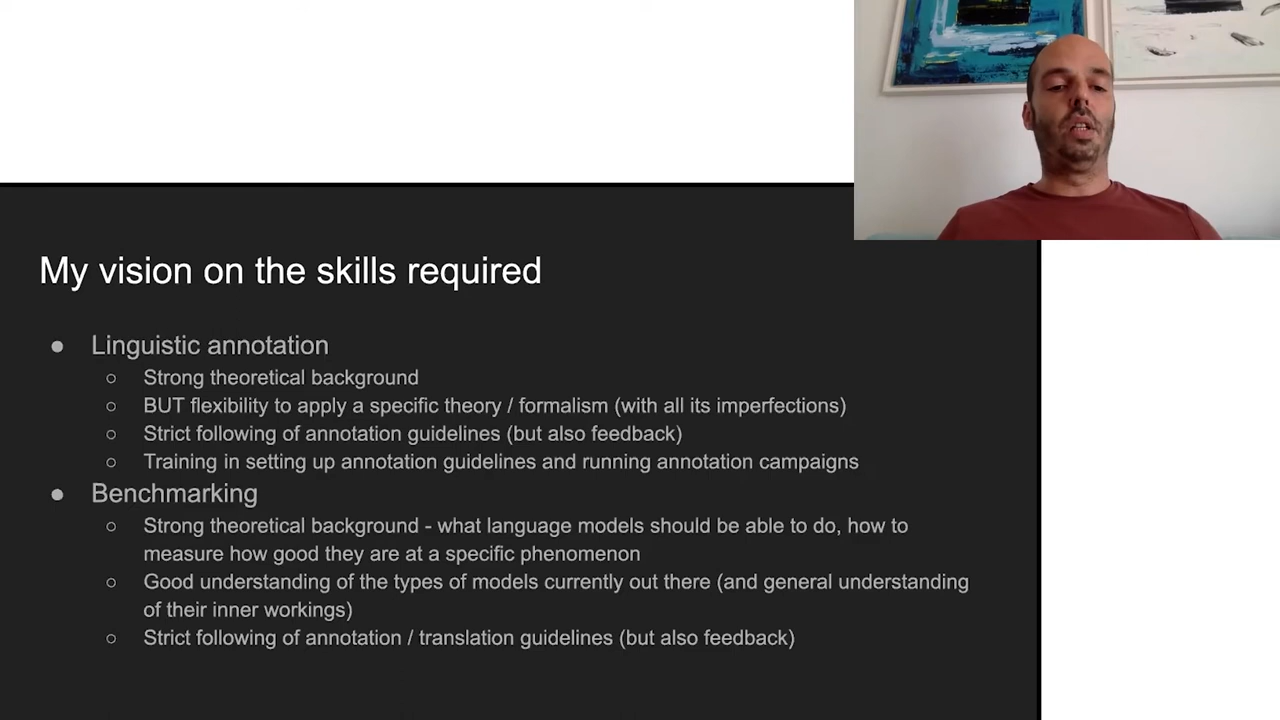 My vision on the skills required
● Linguistic annotation
○ Strong theoretical background
○ BUT flexibility to apply a specific theory / formalism (with all its imperfections)
○ Strict following of annotation guidelines (but also feedback)
○ Training in setting up annotation guidelines and running annotation campaigns
● Benchmarking
○ Strong theoretical background - what language models should be able to do, how to
measure how good they are at a specific phenomenon
○ Good understanding of the types of models currently out there (and general understanding
of their inner workings)
○ Strict following of annotation / translation guidelines (but also feedback)